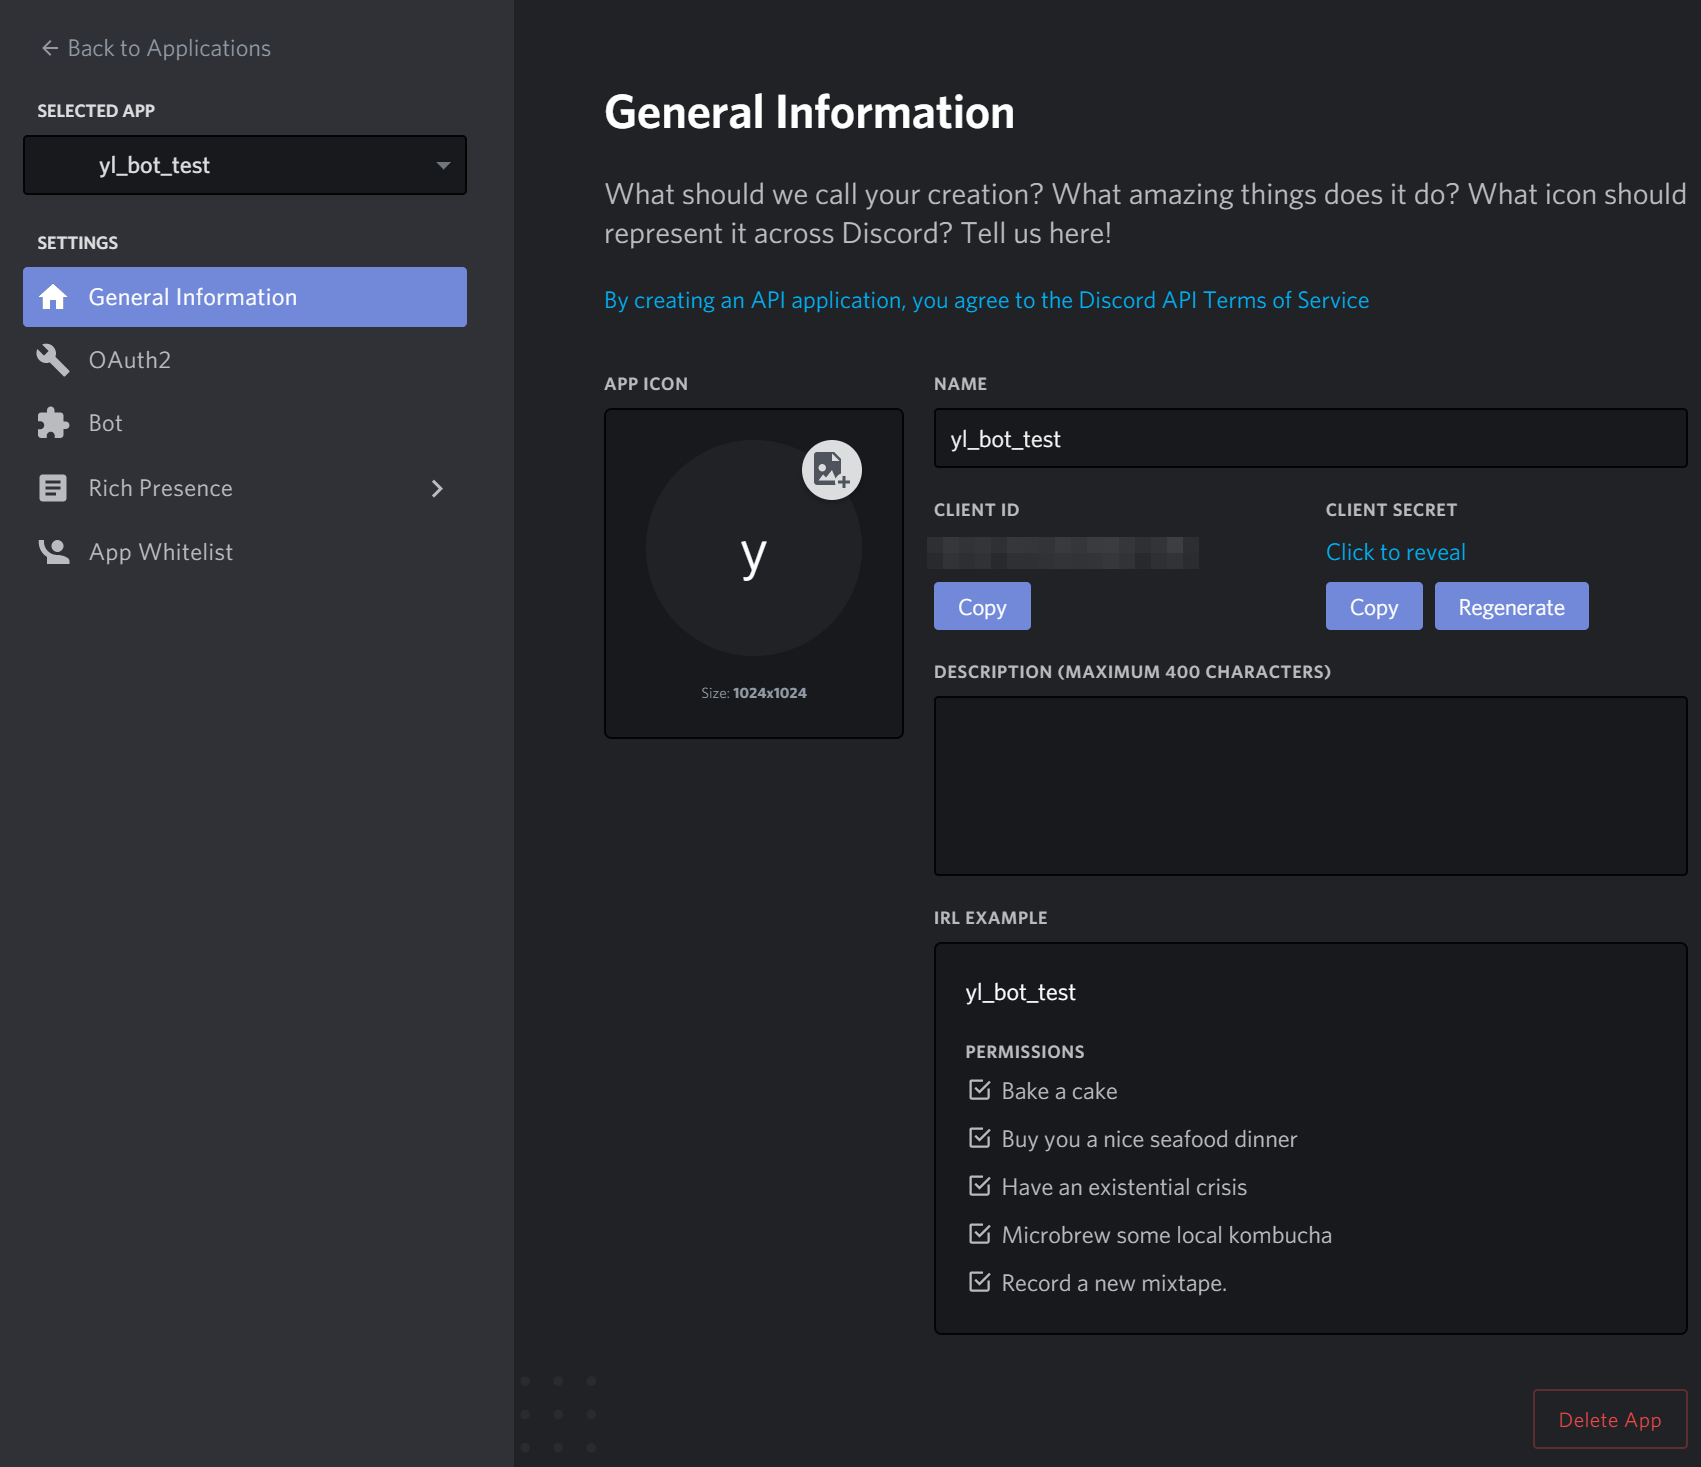 Back to Applications
SELECTED APP
yl_bot_test
SETTINGS
General Information
OAuth2
Bot
Rich Presence
App Whitelist
General Information
What should we call your creation? What amazing things does it do? What icon should
represent it across Discord? Tell us here!
By creating an API application, you agree to the Discord API Terms of Service
APP ICON
y
Size: 1024x1024
NAME
yl_bot_test
CLIENT ID
Copy
CLIENT SECRET
Click to reveal
Copy
Regenerate
DESCRIPTION (MAXIMUM 400 CHARACTERS)
IRL EXAMPLE
yl_bot_test
PERMISSIONS
Bake a cake
Buy you a nice seafood dinner
Have an existential crisis
Microbrew some local kombucha
Record a new mixtape.
Delete App